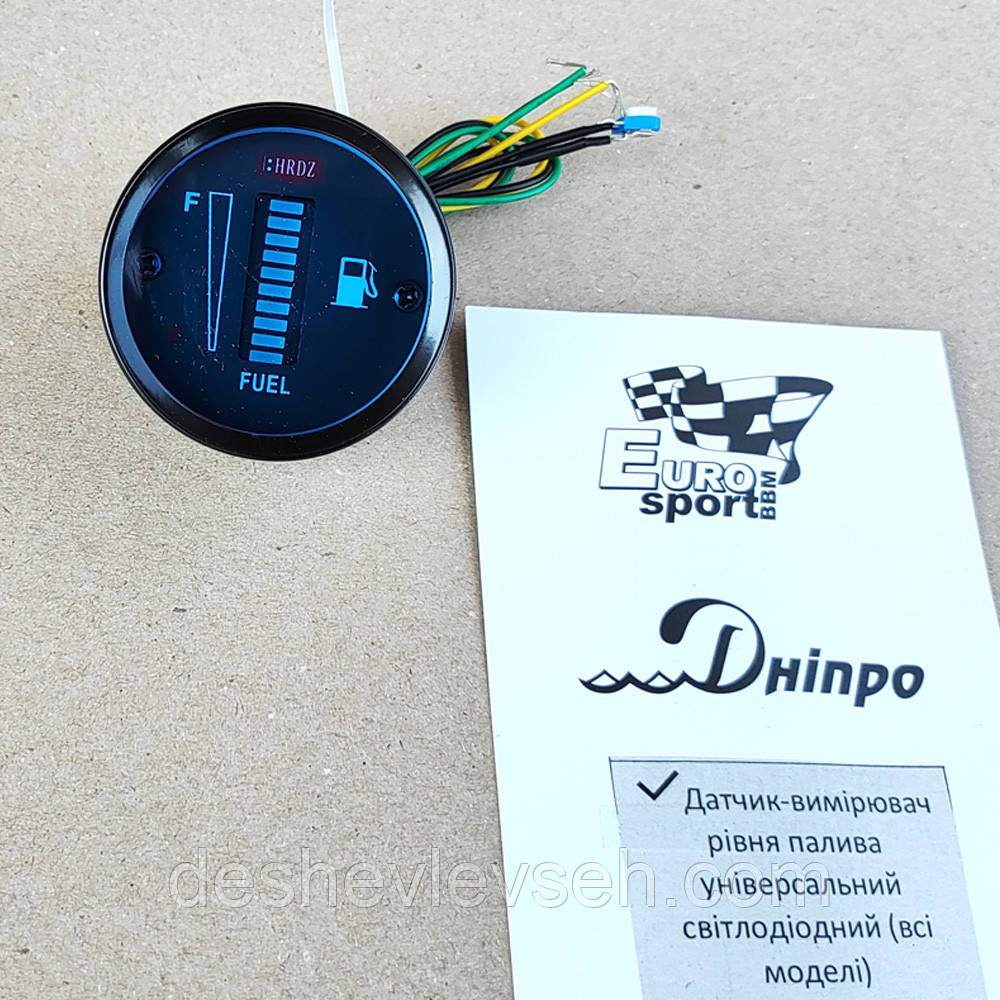 HRDZ
F
FUEL
EURO
sport
BBM
Дніпро
Датчик-вимірювач
рівня палива
універсальний
світлодіодний (всі
моделі)
deshevlevseh.com